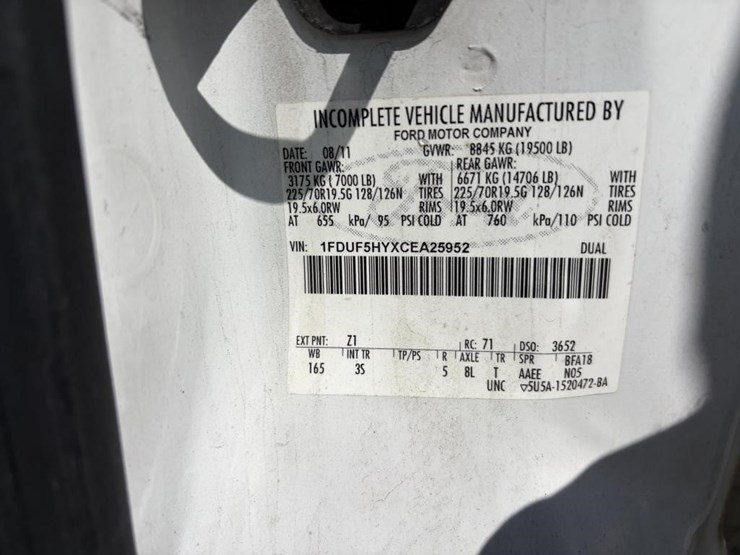 INCOMPLETE VEHICLE MANUFACTURED BY
FORD MOTOR COMPANY
DATE: 08/11 GVWR: 8845 KG (19500 LB)
FRONT GAWR: REAR GAWR:
3175 KG (7000 LB) WITH 6671 KG (14706 LB) WITH
225/70R19.5G 128/126N TIRES 225/70R19.5G 128/126N TIRES
19.5x6.0RW RIMS 19.5x6.0RW RIMS
AT 655 kPa/ 95 PSI COLD AT 760 kPa/110 PSI COLD
VIN: 1FDUF5HYXCEA25952 DUAL
EXT PNT: Z1 RC: 71 DSO: 3652
WB INT TR TP/PS R AXLE TR SPR BFA18
165 3S 5 8L T AAEE N05
UNC ▽5U5A-1520472-BA